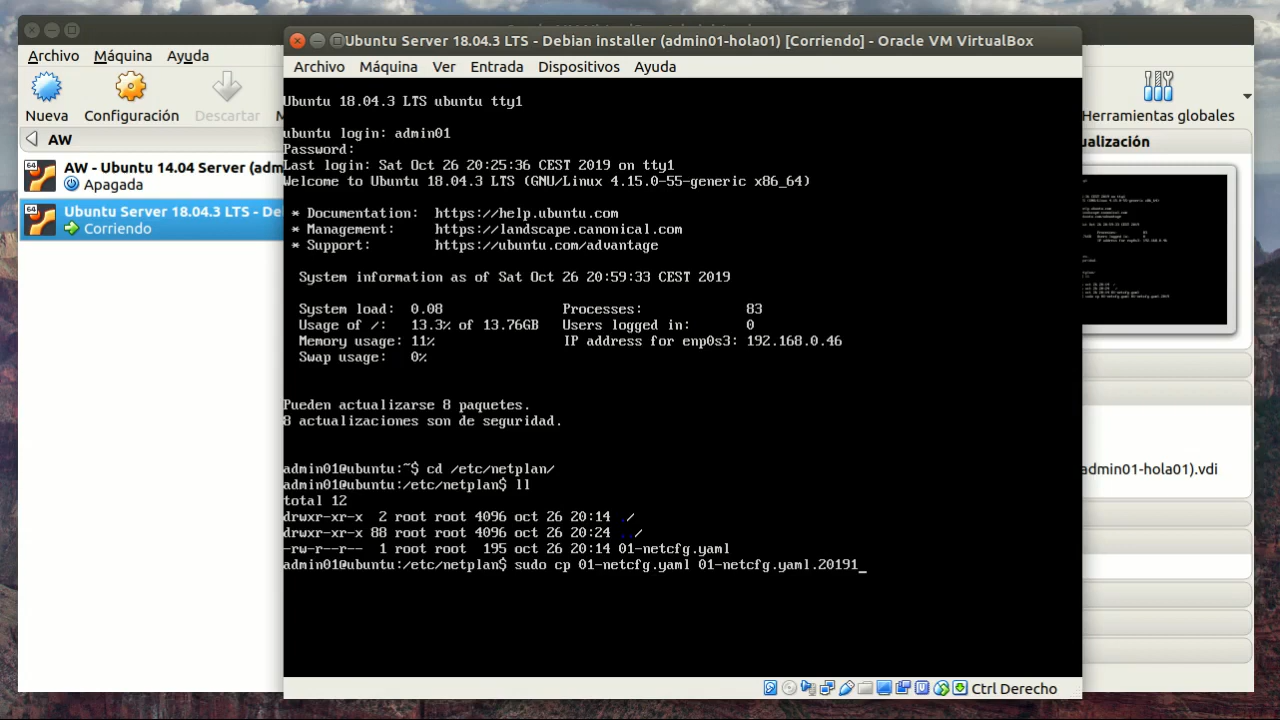 Ubuntu Server 18.04.3 LTS - Debian installer (admin01-hola01) [Corriendo] - Oracle VM VirtualBox
Archivo Máquina Ayuda
Archivo Máquina Ver Entrada Dispositivos Ayuda
Nueva Configuración Descartar
Herramientas globales
AW
64
AW - Ubuntu 14.04 Server (adm
Apagada
64
Ubuntu Server 18.04.3 LTS - De
Corriendo
ualización
admin01-hola01).vdi
Ubuntu 18.04.3 LTS ubuntu tty1
ubuntu login: admin01
Password:
Last login: Sat Oct 26 20:25:36 CEST 2019 on tty1
Welcome to Ubuntu 18.04.3 LTS (GNU/Linux 4.15.0-55-generic x86_64)
* Documentation: https://help.ubuntu.com
* Management: https://landscape.canonical.com
* Support: https://ubuntu.com/advantage
System information as of Sat Oct 26 20:59:33 CEST 2019
System load: 0.08 Processes: 83
Usage of /: 13.3% of 13.76GB Users logged in: 0
Memory usage: 11% IP address for enp0s3: 192.168.0.46
Swap usage: 0%
Pueden actualizarse 8 paquetes.
8 actualizaciones son de seguridad.
admin01@ubuntu:~$ cd /etc/netplan/
admin01@ubuntu:/etc/netplan$ ll
total 12
drwxr-xr-x 2 root root 4096 oct 26 20:14 ./
drwxr-xr-x 88 root root 4096 oct 26 20:24 ../
-rw-r--r-- 1 root root 195 oct 26 20:14 01-netcfg.yaml
admin01@ubuntu:/etc/netplan$ sudo cp 01-netcfg.yaml 01-netcfg.yaml.20191_
Ctrl Derecho